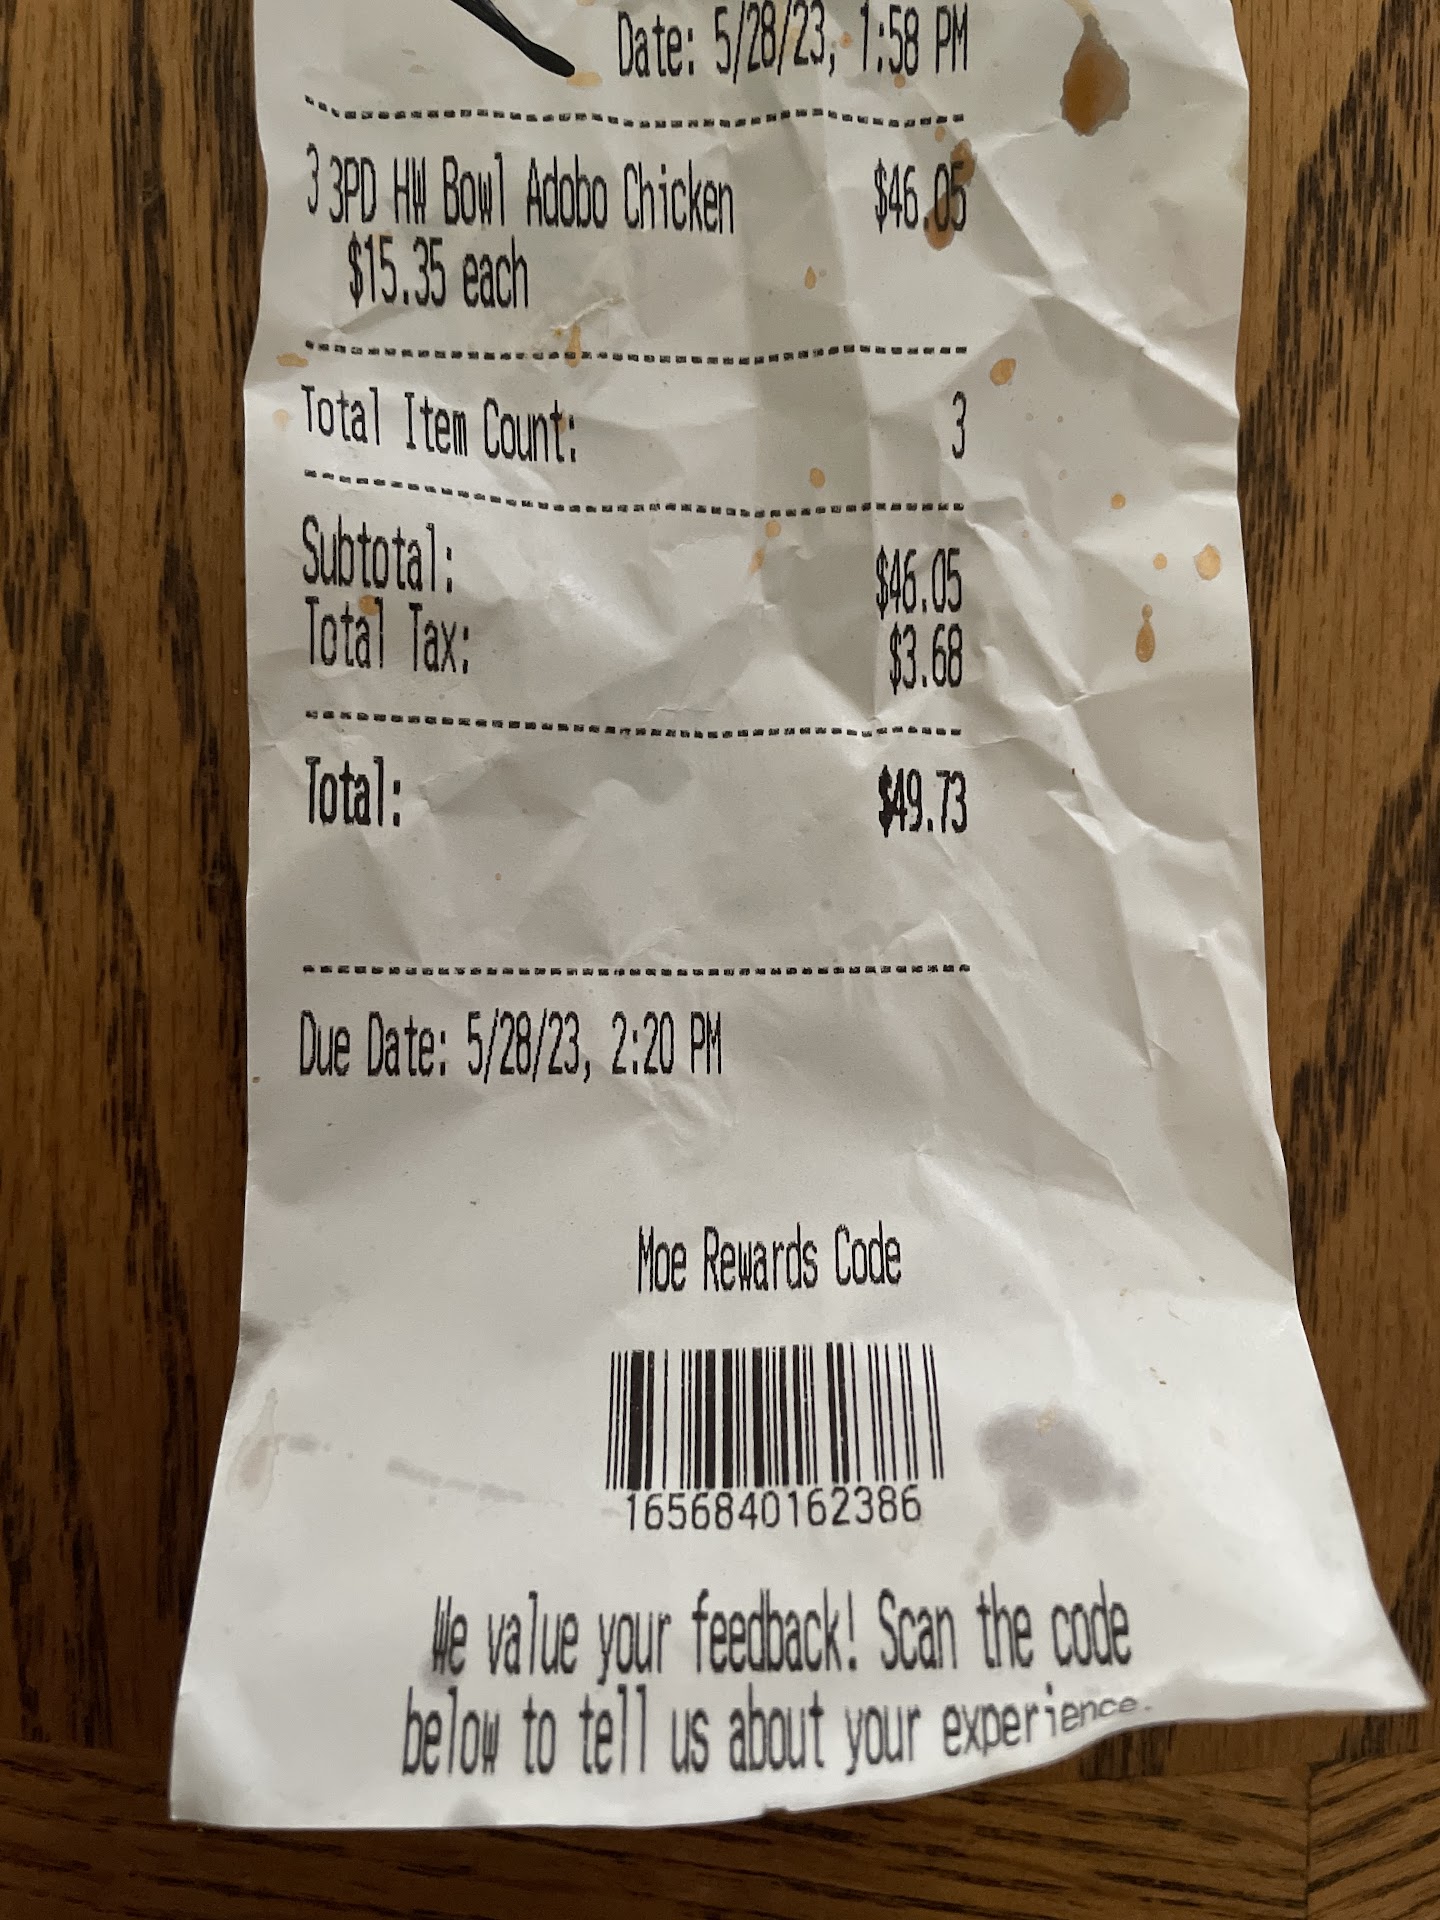 Date: 5/28/23, 1:58 PM
3 3PD HW Bowl Adobo Chicken $46.05
$15.35 each
Total Item Count: 3
Subtotal: $46.05
Total Tax: $3.68
Total: $49.73
Due Date: 5/28/23, 2:20 PM
Moe Rewards Code
1656840162386
We value your feedback! Scan the code
below to tell us about your experience.